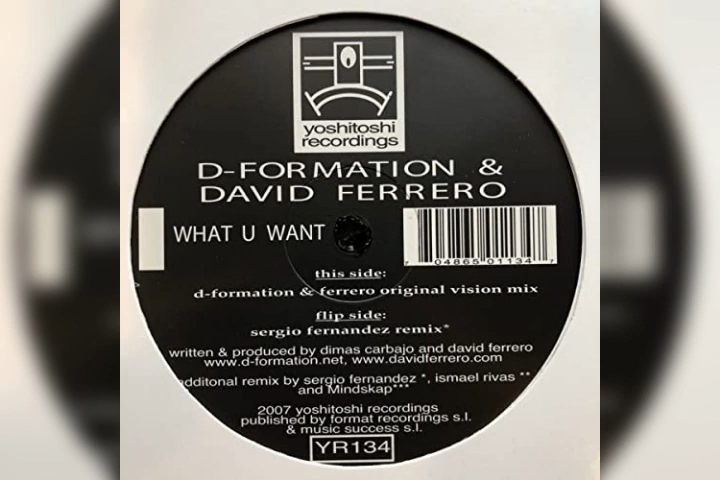 yoshitoshi
recordings
D-FORMATION &
DAVID FERRERO
WHAT U WANT
7 04865 01134 7
this side:
d-formation & ferrero original vision mix
flip side:
sergio fernandez remix*
written & produced by dimas carbajo and david ferrero
www.d-formation.net, www.davidferrero.com
additonal remix by sergio fernandez *, ismael rivas **
and Mindskap***
2007 yoshitoshi recordings
published by format recordings s.l.
& music success s.l.
YR134